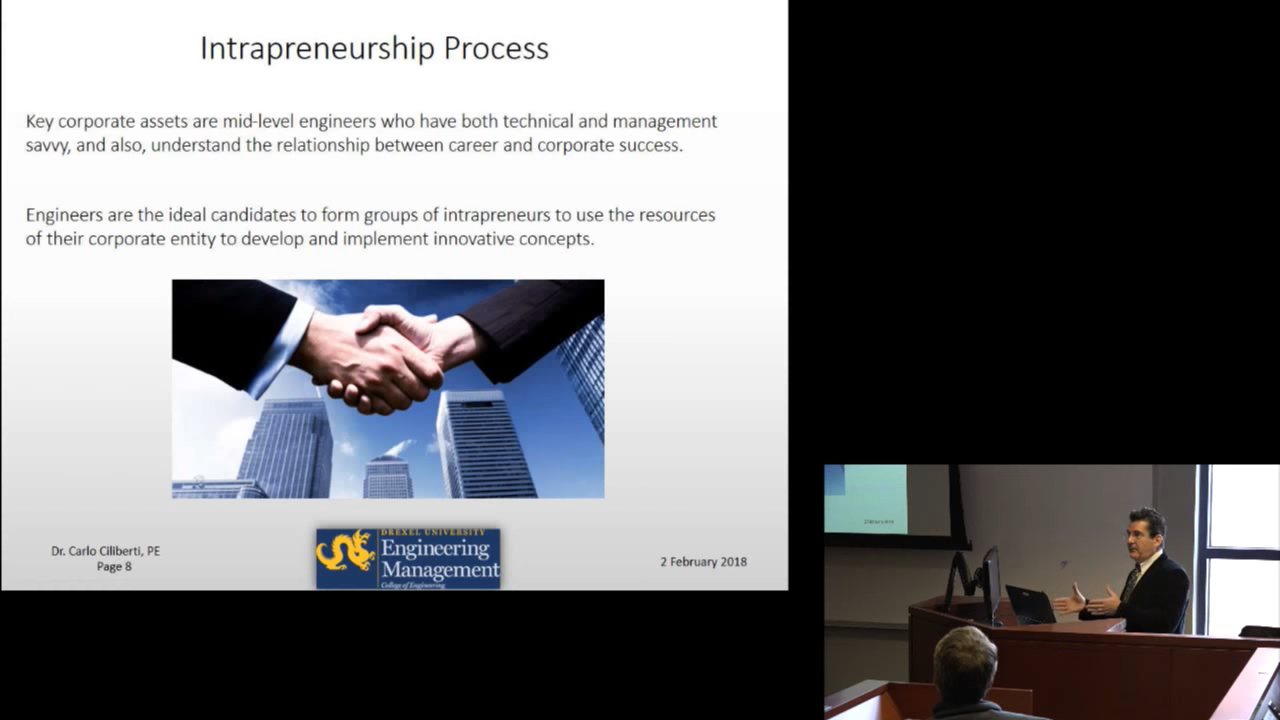 Intrapreneurship Process
Key corporate assets are mid-level engineers who have both technical and management
savvy, and also, understand the relationship between career and corporate success.
Engineers are the ideal candidates to form groups of intrapreneurs to use the resources
of their corporate entity to develop and implement innovative concepts.
Dr. Carlo Ciliberti, PE
Page 8
DREXEL UNIVERSITY
Engineering
Management
College of Engineering
2 February 2018